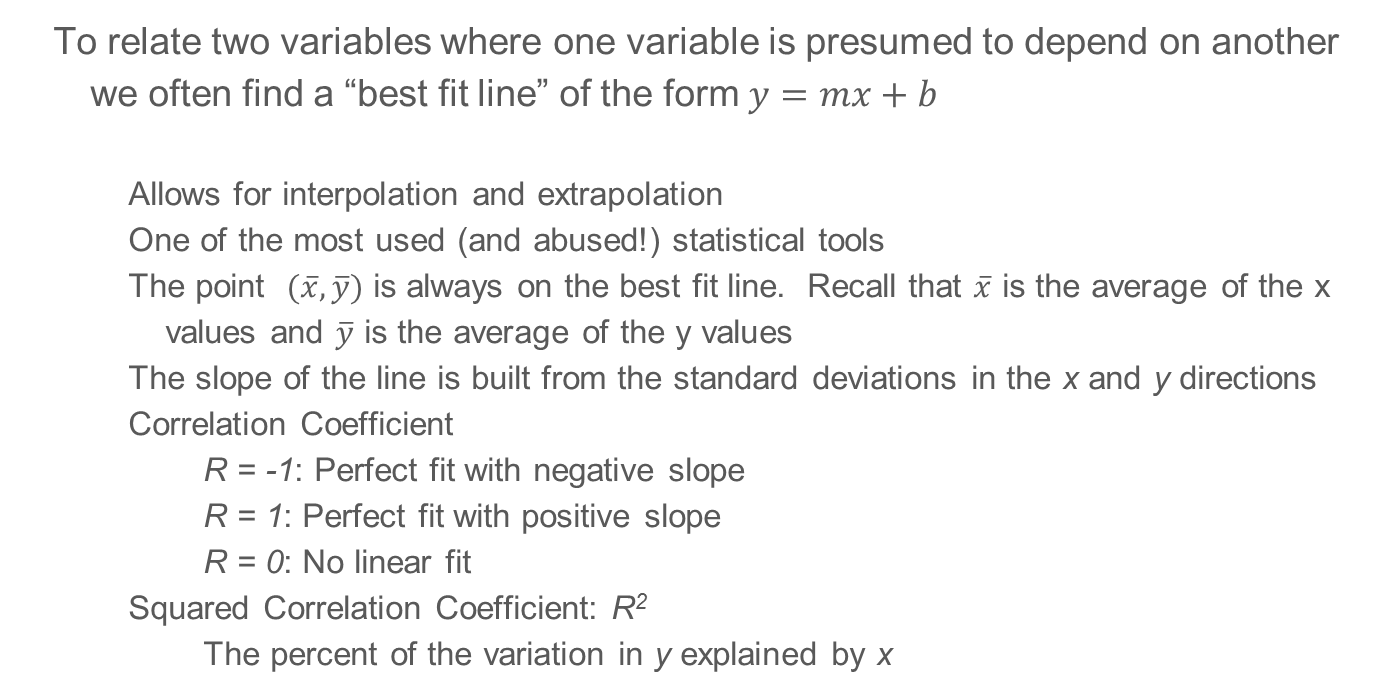 To relate two variables where one variable is presumed to depend on another
we often find a “best fit line” of the form y = mx + b
Allows for interpolation and extrapolation
One of the most used (and abused!) statistical tools
The point (x̄, ȳ) is always on the best fit line. Recall that x̄ is the average of the x
values and ȳ is the average of the y values
The slope of the line is built from the standard deviations in the x and y directions
Correlation Coefficient
R = -1: Perfect fit with negative slope
R = 1: Perfect fit with positive slope
R = 0: No linear fit
Squared Correlation Coefficient: R²
The percent of the variation in y explained by x